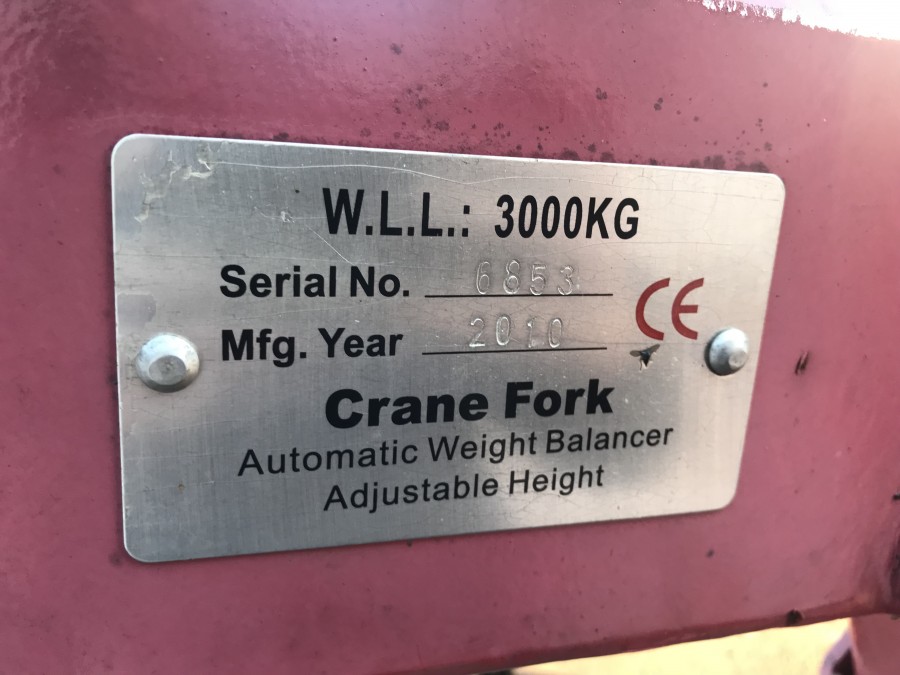 W.L.L.: 3000KG
Serial No. 6853
Mfg. Year 2010
CE
Crane Fork
Automatic Weight Balancer
Adjustable Height